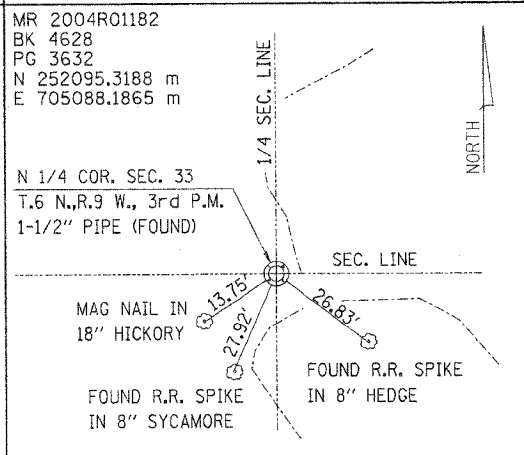 MR 2004R01182
BK 4628
PG 3632
N 252095.3188 m
E 705088.1865 m
1/4 SEC. LINE
NORTH
N 1/4 COR. SEC. 33
T.6 N.,R.9 W., 3rd P.M.
1-1/2" PIPE (FOUND)
SEC. LINE
13.75'
27.92'
26.83'
MAG NAIL IN
18" HICKORY
FOUND R.R. SPIKE
IN 8" SYCAMORE
FOUND R.R. SPIKE
IN 8" HEDGE